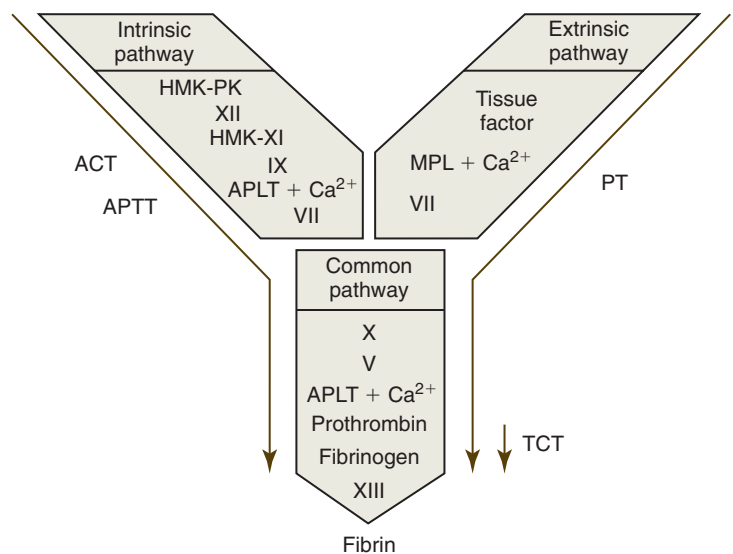 Intrinsic
pathway
HMK-PK
XII
HMK-XI
IX
APLT + Ca²⁺
VII
ACT
APTT
Extrinsic
pathway
Tissue
factor
MPL + Ca²⁺
VII
PT
Common
pathway
X
V
APLT + Ca²⁺
Prothrombin
Fibrinogen
XIII
TCT
Fibrin